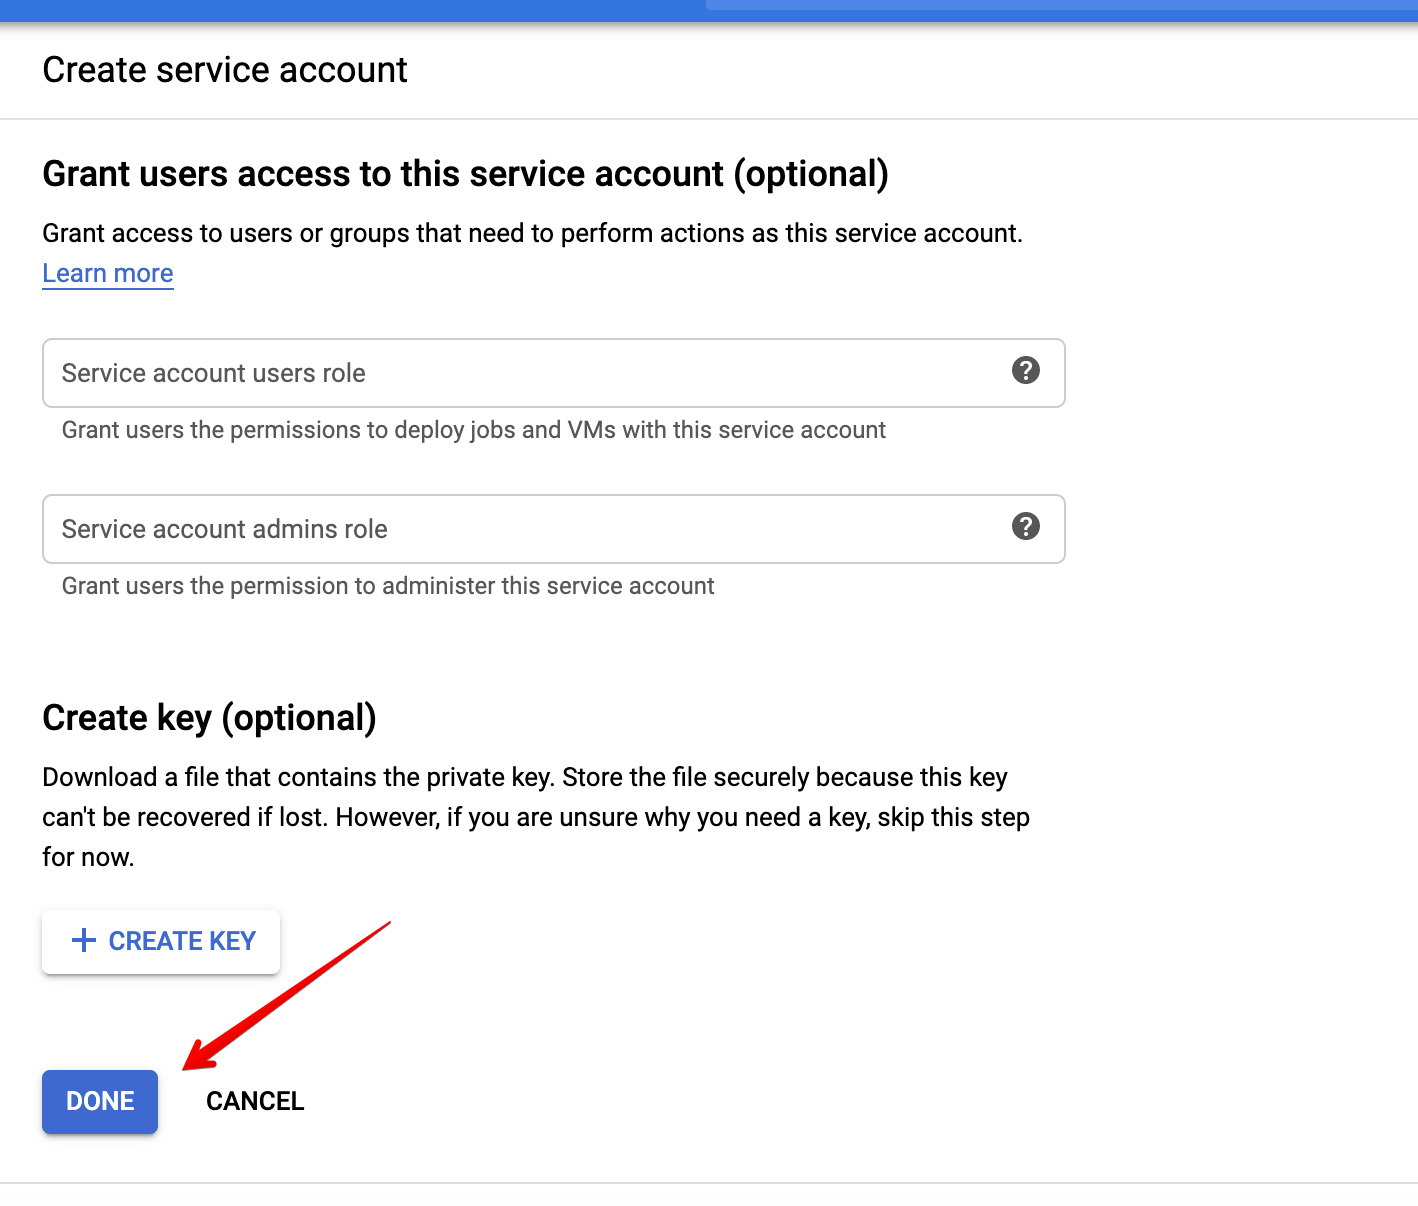 Create service account
Grant users access to this service account (optional)
Grant access to users or groups that need to perform actions as this service account.
Learn more
Service account users role
Grant users the permissions to deploy jobs and VMs with this service account
Service account admins role
Grant users the permission to administer this service account
Create key (optional)
Download a file that contains the private key. Store the file securely because this key
can't be recovered if lost. However, if you are unsure why you need a key, skip this step
for now.
+ CREATE KEY
DONE CANCEL